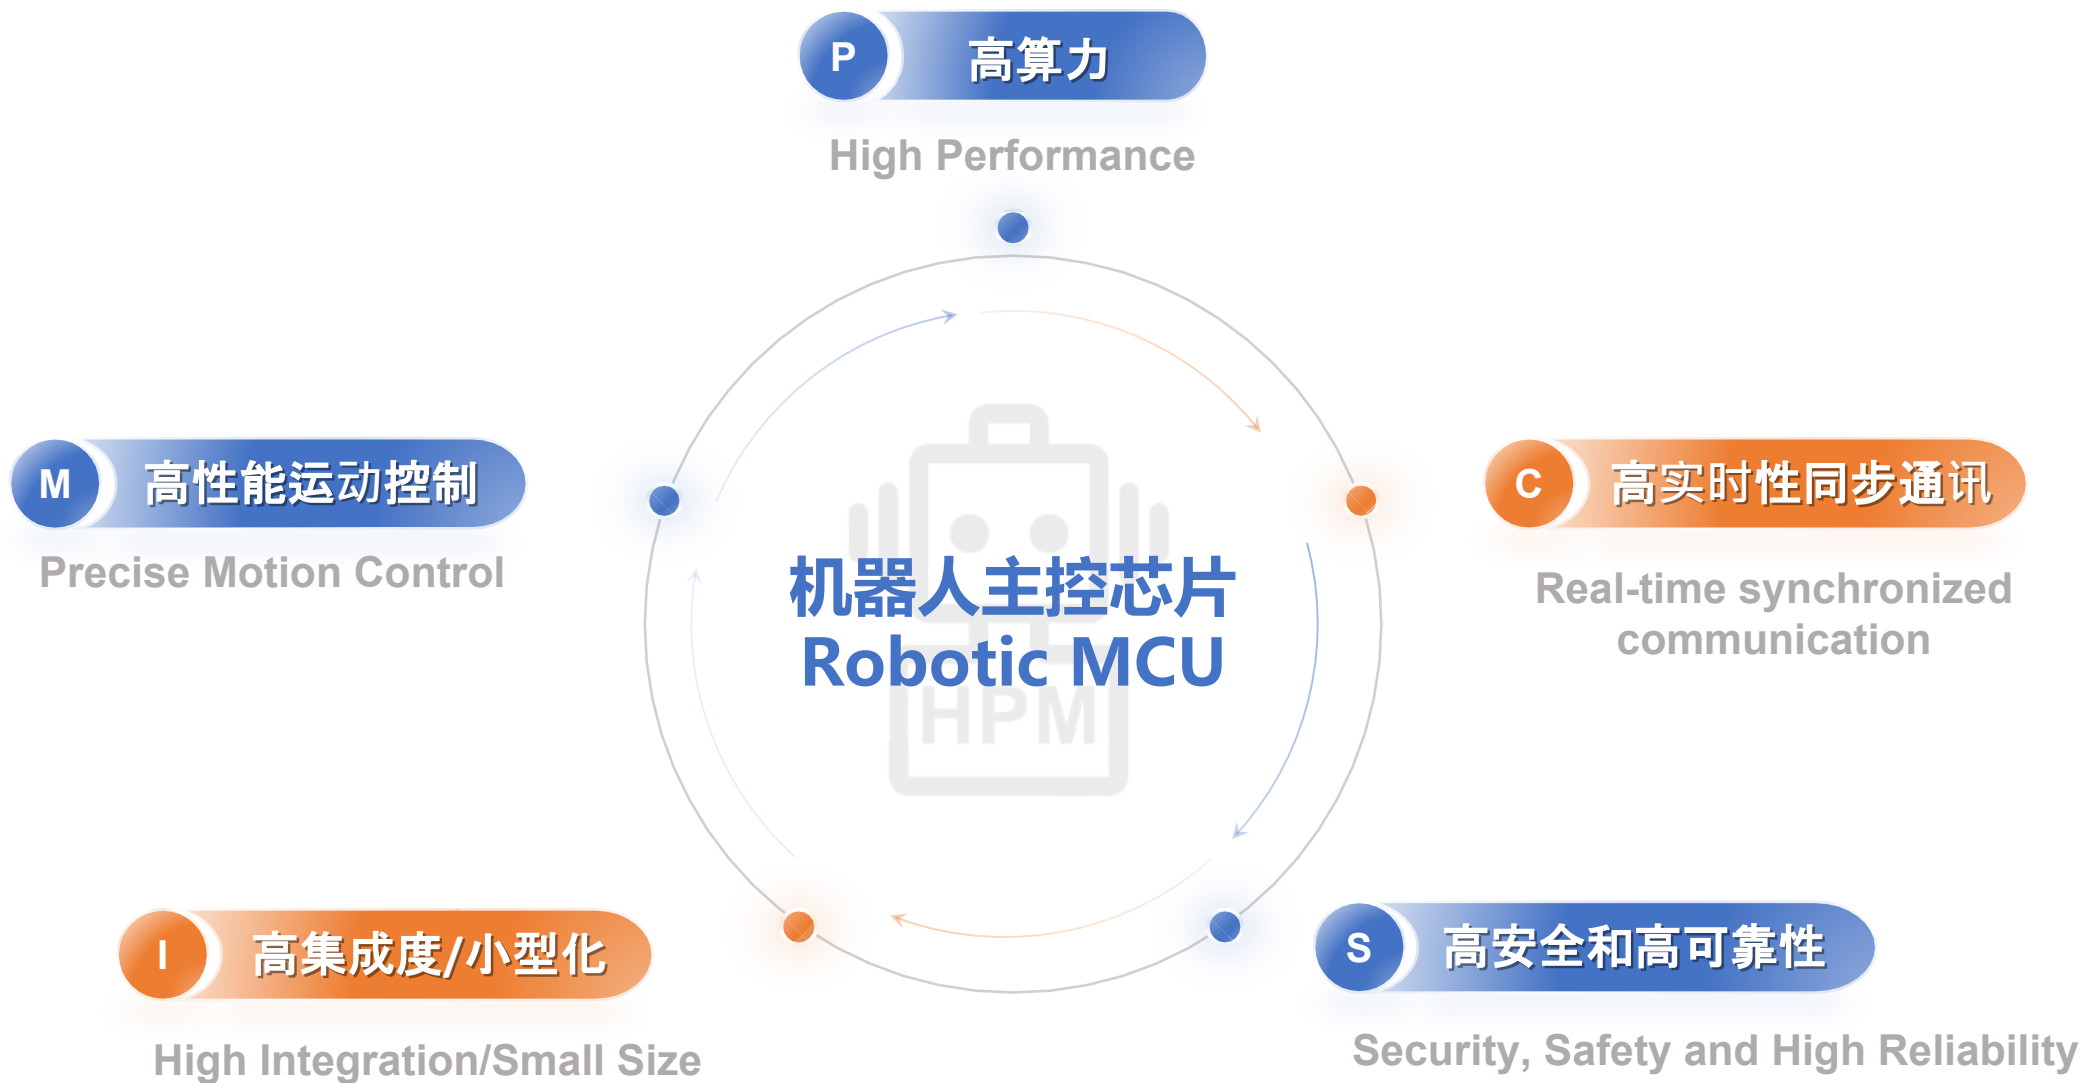 P
高算力
High Performance
M
高性能运动控制
Precise Motion Control
C
高实时性同步通讯
Real-time synchronized
communication
机器人主控芯片
Robotic MCU
HPM
I
高集成度/小型化
High Integration/Small Size
S
高安全和高可靠性
Security, Safety and High Reliability